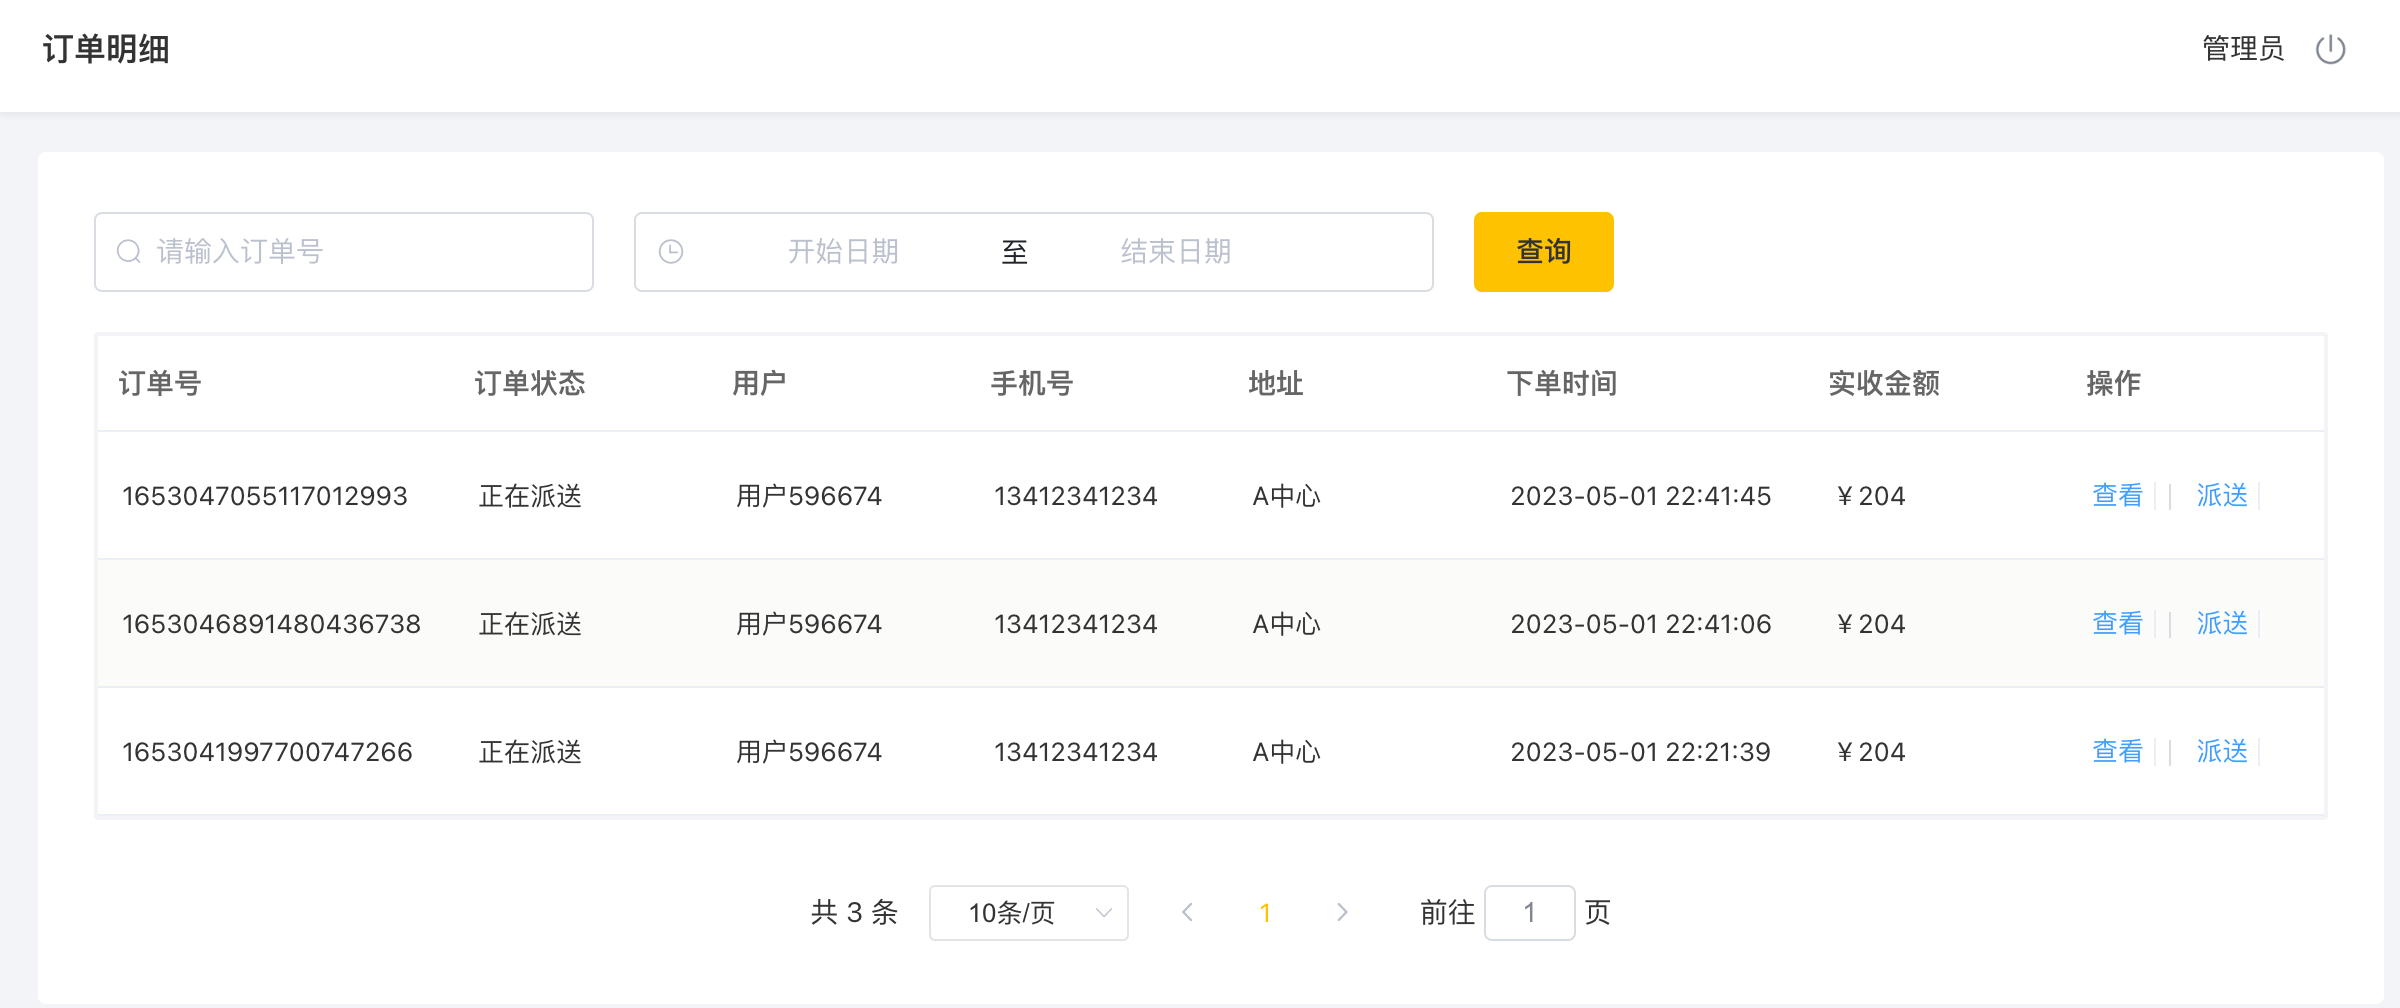 订单明细 管理员
请输入订单号 开始日期 至 结束日期 查询
订单号 订单状态 用户 手机号 地址 下单时间 实收金额 操作
1653047055117012993 正在派送 用户596674 13412341234 A中心 2023-05-01 22:41:45 ￥204 查看 派送
1653046891480436738 正在派送 用户596674 13412341234 A中心 2023-05-01 22:41:06 ￥204 查看 派送
1653041997700747266 正在派送 用户596674 13412341234 A中心 2023-05-01 22:21:39 ￥204 查看 派送
共 3 条 10条/页 1 前往 1 页